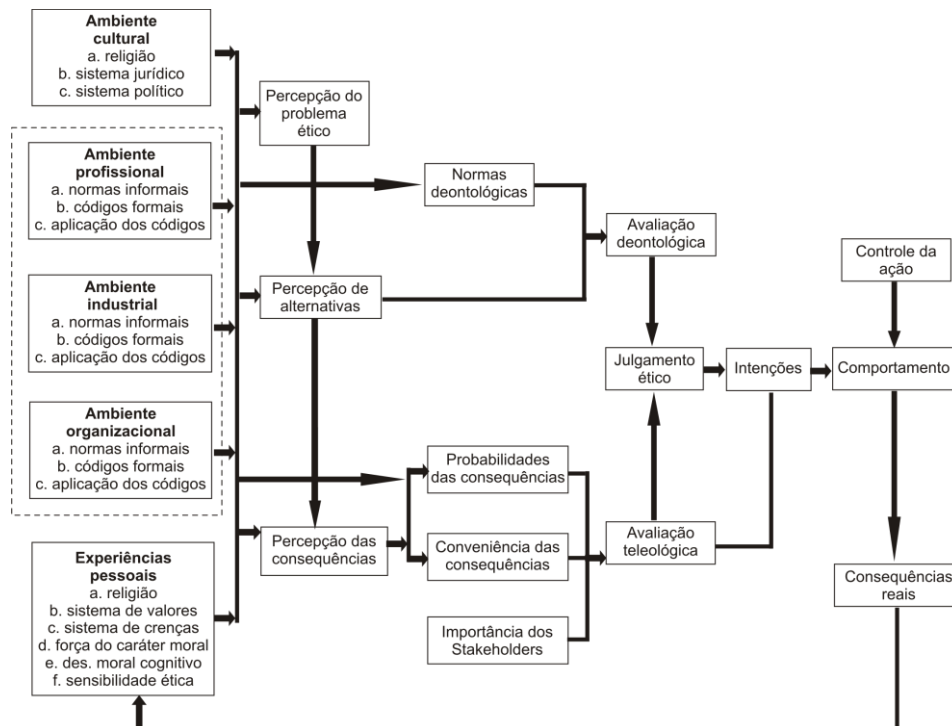 Ambiente
cultural
a. religião
b. sistema jurídico
c. sistema político
Ambiente
profissional
a. normas informais
b. códigos formais
c. aplicação dos códigos
Ambiente
industrial
a. normas informais
b. códigos formais
c. aplicação dos códigos
Ambiente
organizacional
a. normas informais
b. códigos formais
c. aplicação dos códigos
Experiências
pessoais
a. religião
b. sistema de valores
c. sistema de crenças
d. força do caráter moral
e. des. moral cognitivo
f. sensibilidade ética
Percepção do
problema
ético
Percepção de
alternativas
Percepção das
consequências
Normas
deontológicas
Probabilidades
das consequências
Conveniência das
consequências
Importância dos
Stakeholders
Avaliação
deontológica
Julgamento
ético
Avaliação
teleológica
Intenções
Controle da
ação
Comportamento
Consequências
reais